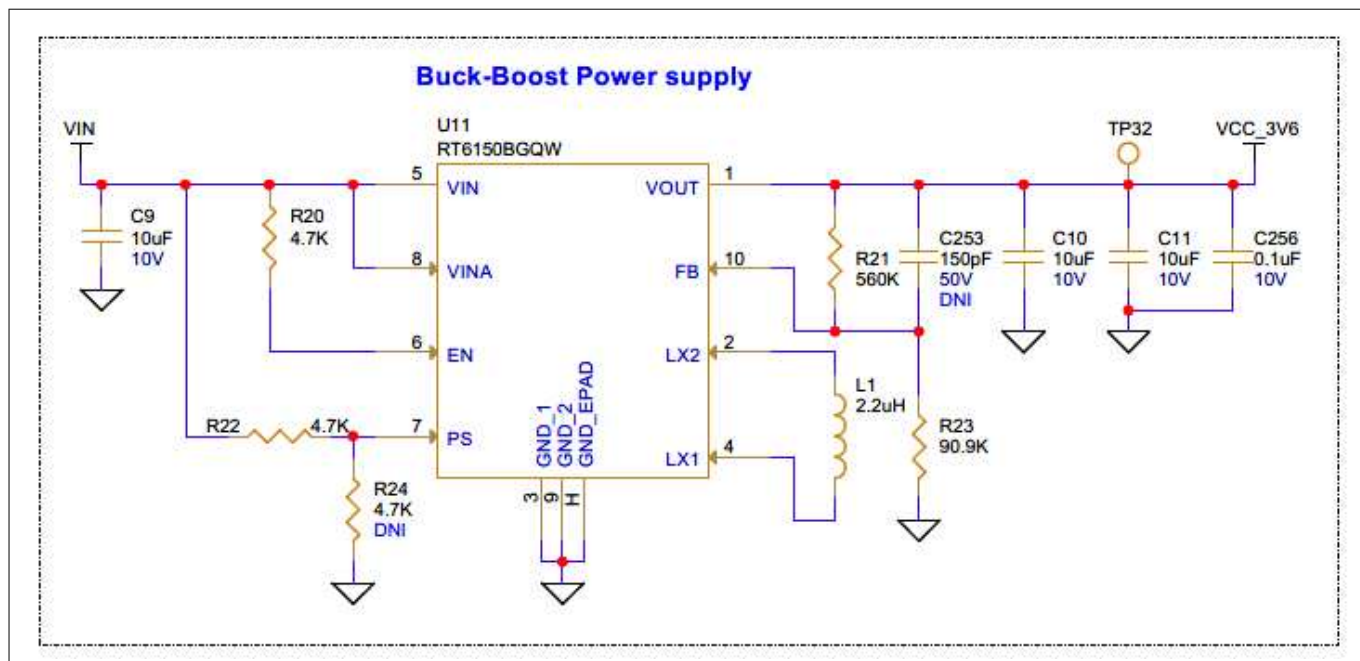 Buck-Boost Power supply
VIN
U11
RT6150BGQW
TP32
VCC_3V6
5
VIN
VOUT
1
C9
10uF
10V
R20
4.7K
8
VINA
FB
10
R21
560K
C253
150pF
50V
DNI
C10
10uF
10V
C11
10uF
10V
C256
0.1uF
10V
6
EN
LX2
2
L1
2.2uH
R22
4.7K
7
PS
GND_1
GND_2
GND_EPAD
LX1
4
R23
90.9K
R24
4.7K
DNI
3
9
H